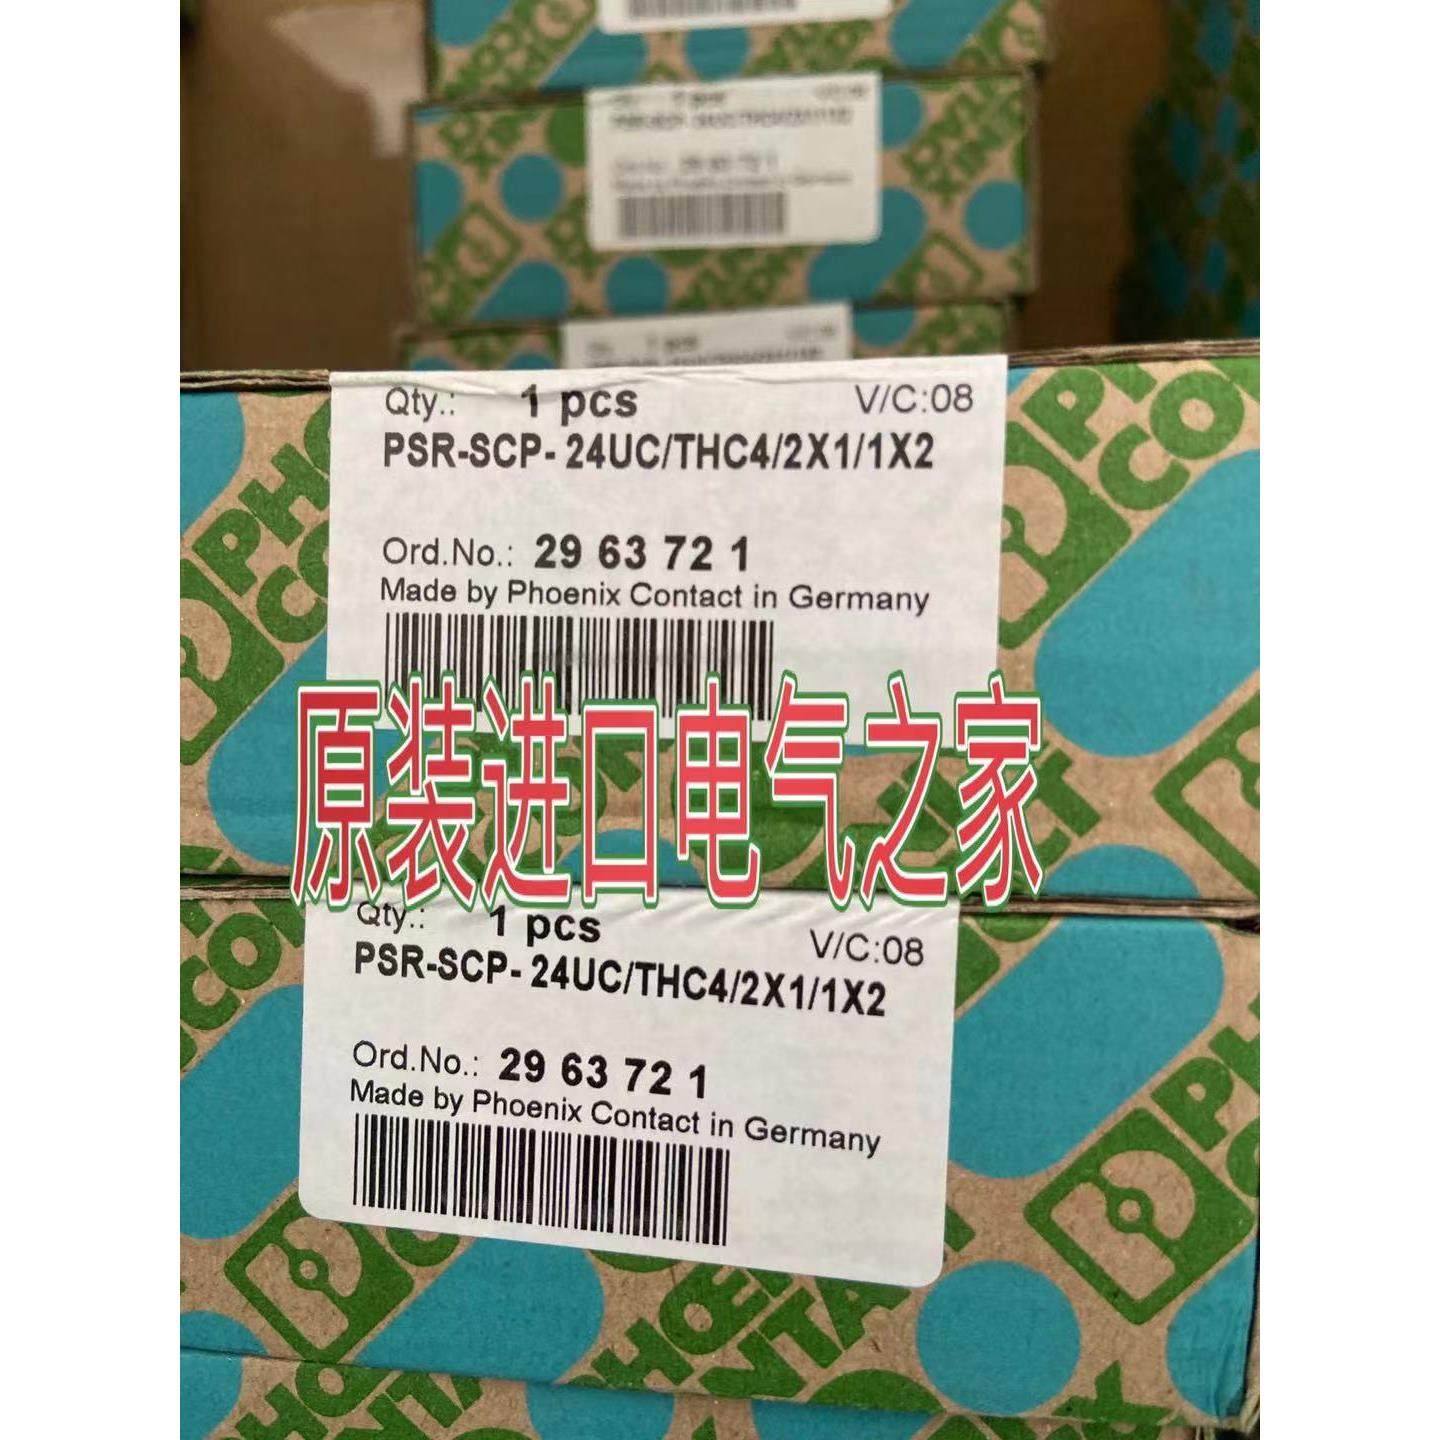 Qty.: 1 pcs V/C:08
PSR-SCP- 24UC/THC4/2X1/1X2
Ord.No.: 29 63 72 1
Made by Phoenix Contact in Germany
原装进口电气之家
Qty.: 1 pcs V/C:08
PSR-SCP- 24UC/THC4/2X1/1X2
Ord.No.: 29 63 72 1
Made by Phoenix Contact in Germany